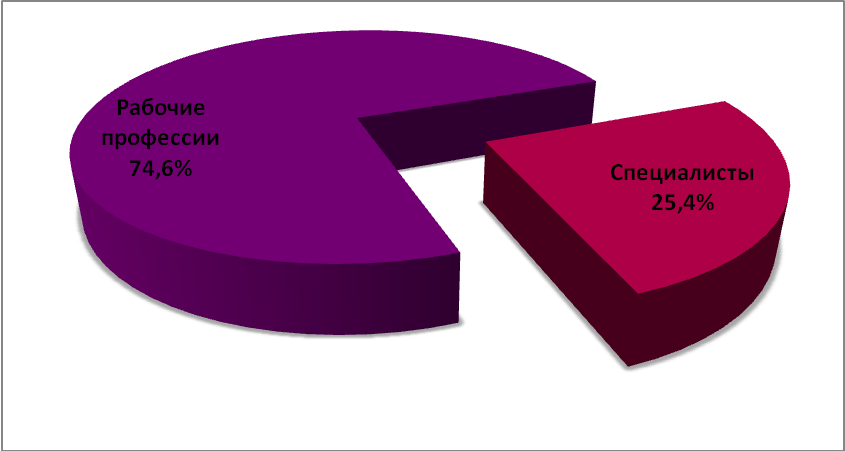 Рабочие
профессии
74,6%
Специалисты
25,4%